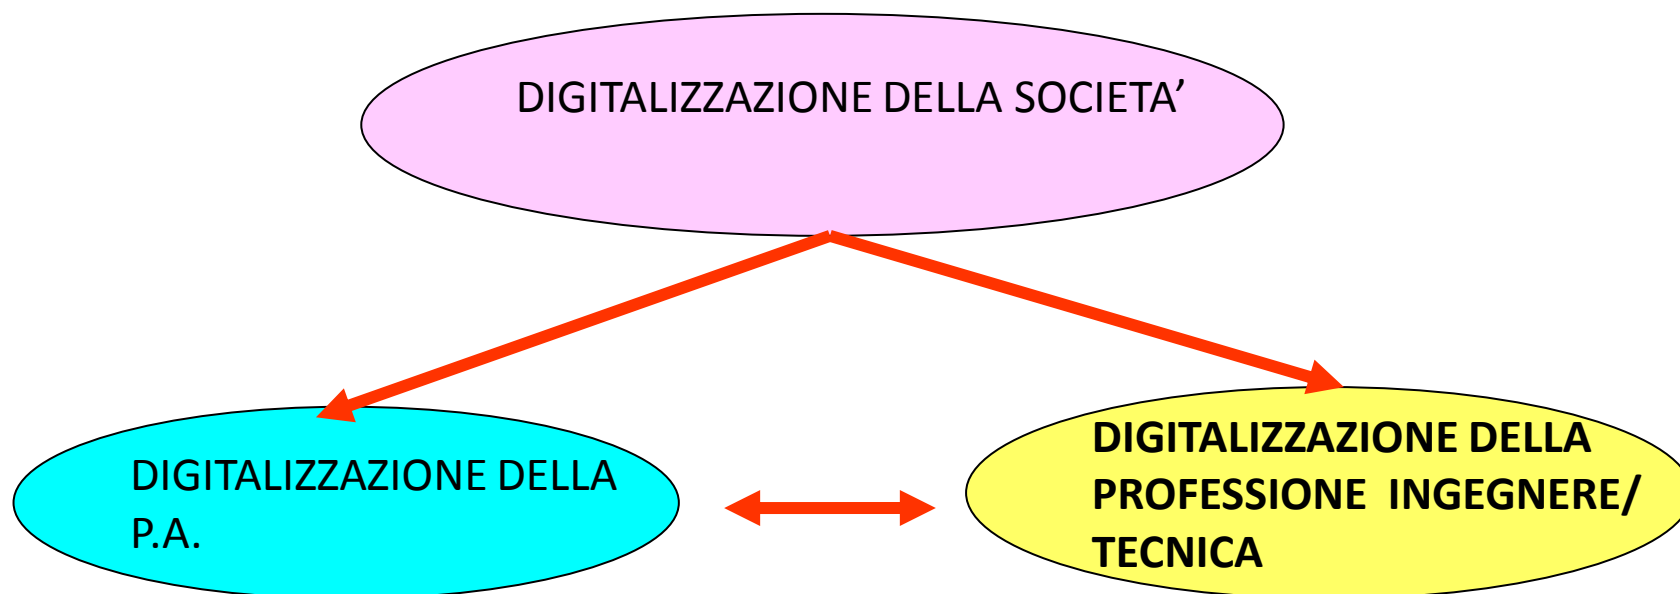 DIGITALIZZAZIONE DELLA SOCIETA’
DIGITALIZZAZIONE DELLA
P.A.
DIGITALIZZAZIONE DELLA
PROFESSIONE INGEGNERE/
TECNICA